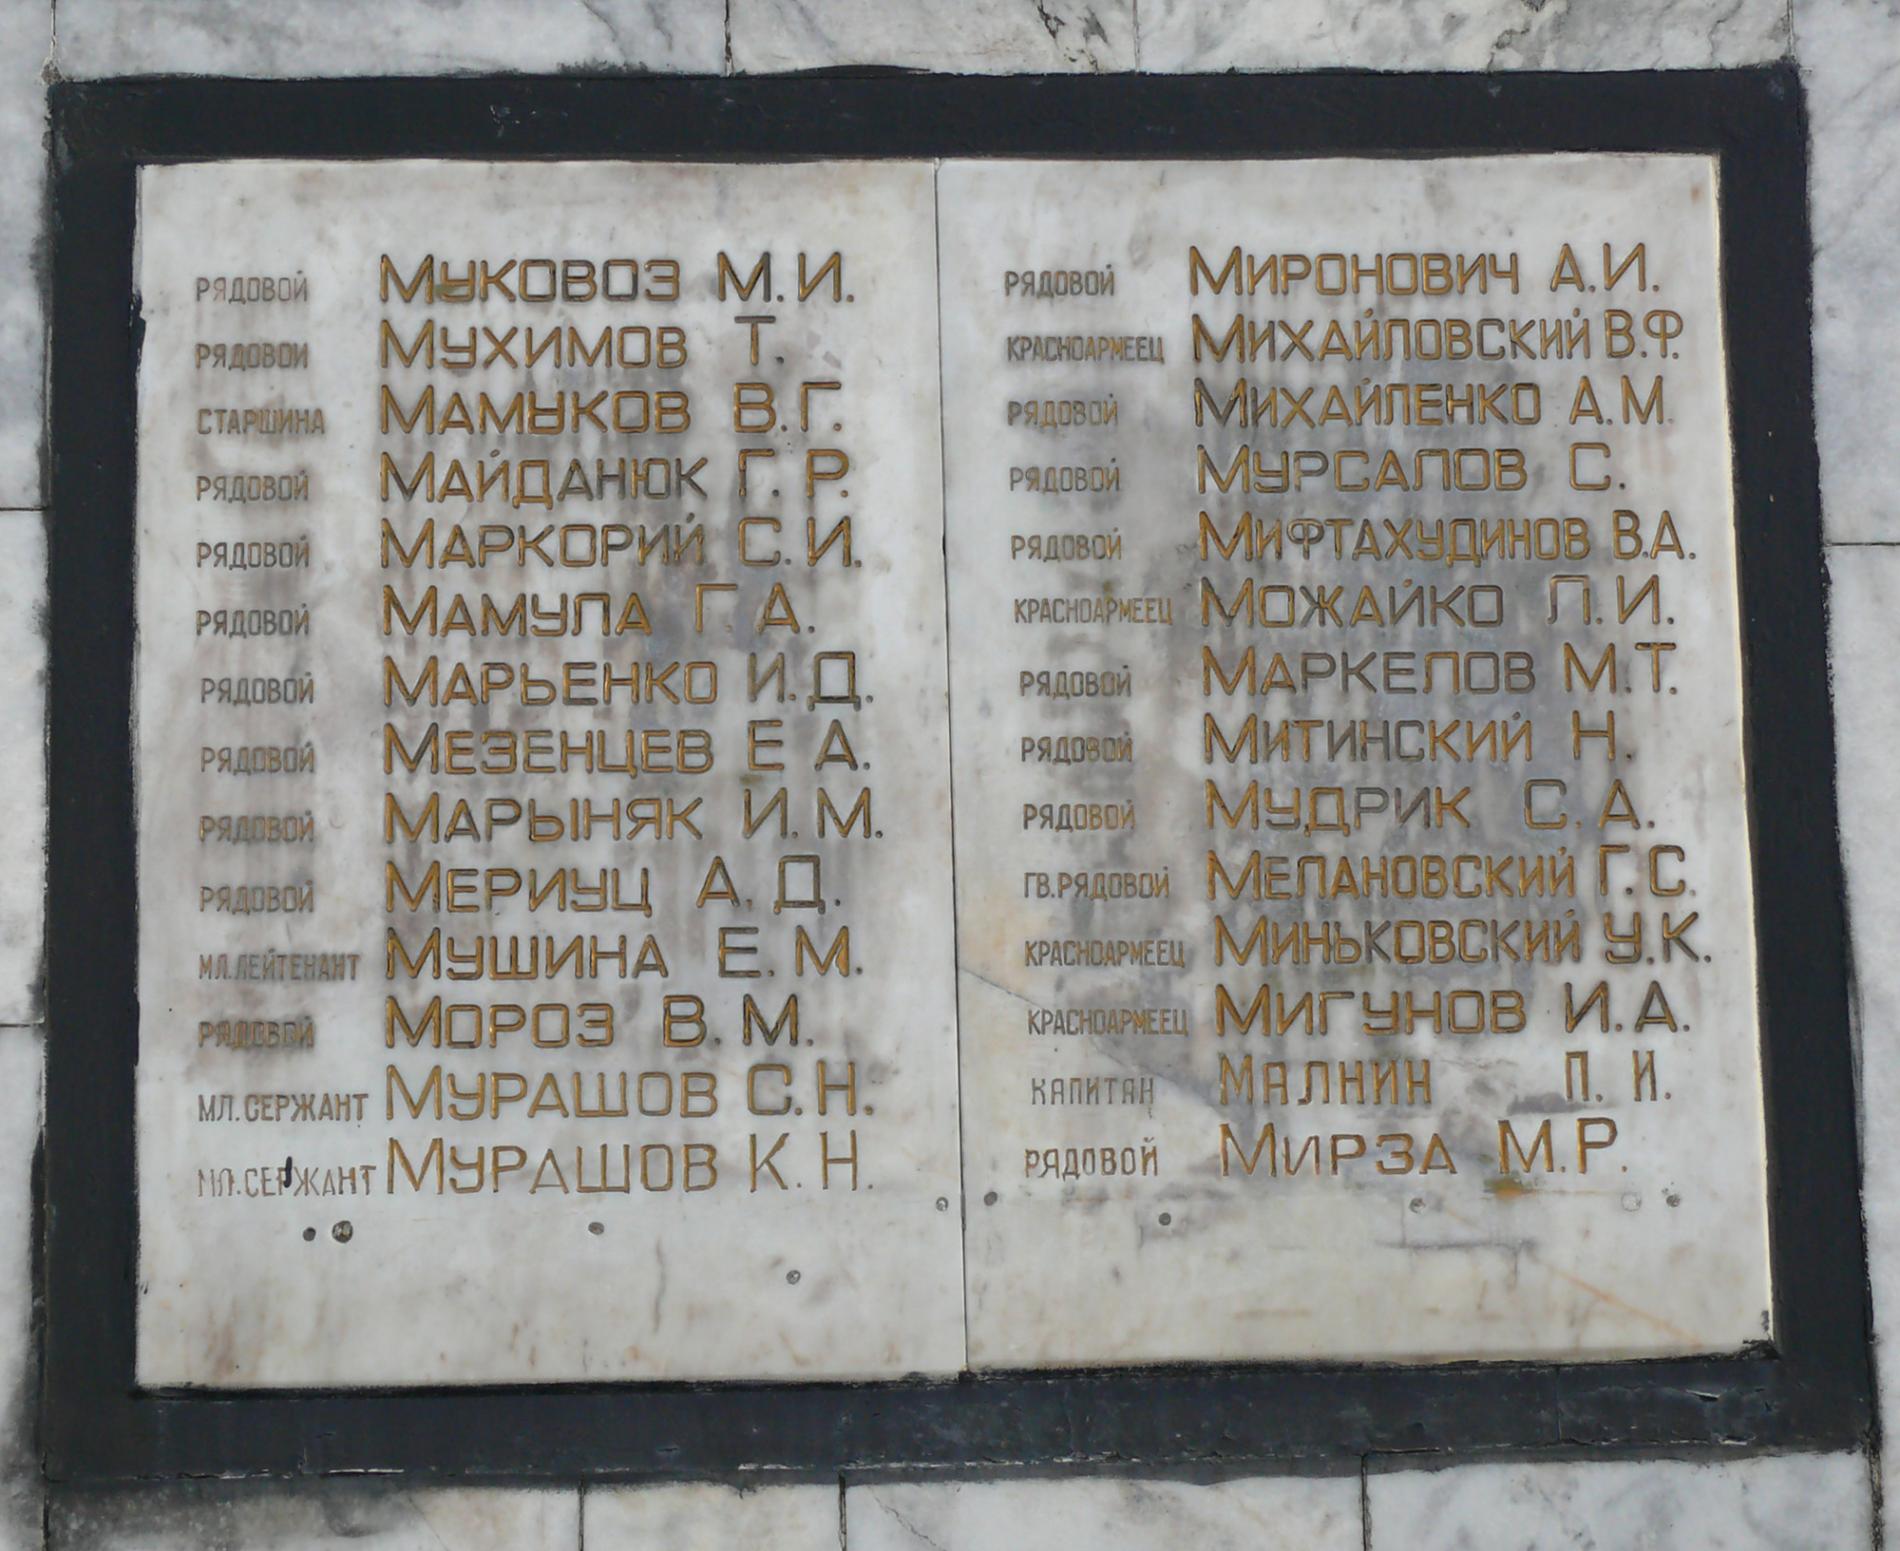 РЯДОВОЙ МУКОВОЗ М.И.
РЯДОВОЙ МУХИМОВ Т.
СТАРШИНА МАМУКОВ В.Г.
РЯДОВОЙ МАЙДАНЮК Г.Р.
РЯДОВОЙ МАРКОРИЙ С.И.
РЯДОВОЙ МАМУЛА Г.А.
РЯДОВОЙ МАРЬЕНКО И.Д.
РЯДОВОЙ МЕЗЕНЦЕВ Е А.
РЯДОВОЙ МАРЫНЯК И.М.
РЯДОВОЙ МЕРИУЦ А.Д.
МЛ.ЛЕЙТЕНАНТ МУШИНА Е.М.
РЯДОВОЙ МОРОЗ В.М.
МЛ.СЕРЖАНТ МУРАШОВ С.Н.
МЛ.СЕРЖАНТ МУРАШОВ К.Н.
РЯДОВОЙ МИРОНОВИЧ А.И.
КРАСНОАРМЕЕЦ МИХАЙЛОВСКИЙ В.Ф.
РЯДОВОЙ МИХАЙЛЕНКО А.М.
РЯДОВОЙ МУРСАЛОВ С.
РЯДОВОЙ МИФТАХУДИНОВ В.А.
КРАСНОАРМЕЕЦ МОЖАЙКО Л.И.
РЯДОВОЙ МАРКЕЛОВ М.Т.
РЯДОВОЙ МИТИНСКИЙ Н.
РЯДОВОЙ МУДРИК С.А.
ГВ.РЯДОВОЙ МЕЛАНОВСКИЙ Г.С.
КРАСНОАРМЕЕЦ МИНЬКОВСКИЙ У.К.
КРАСНОАРМЕЕЦ МИГУНОВ И.А.
КАПИТАН МАЛНИН П.И.
РЯДОВОЙ МИРЗА М.Р.